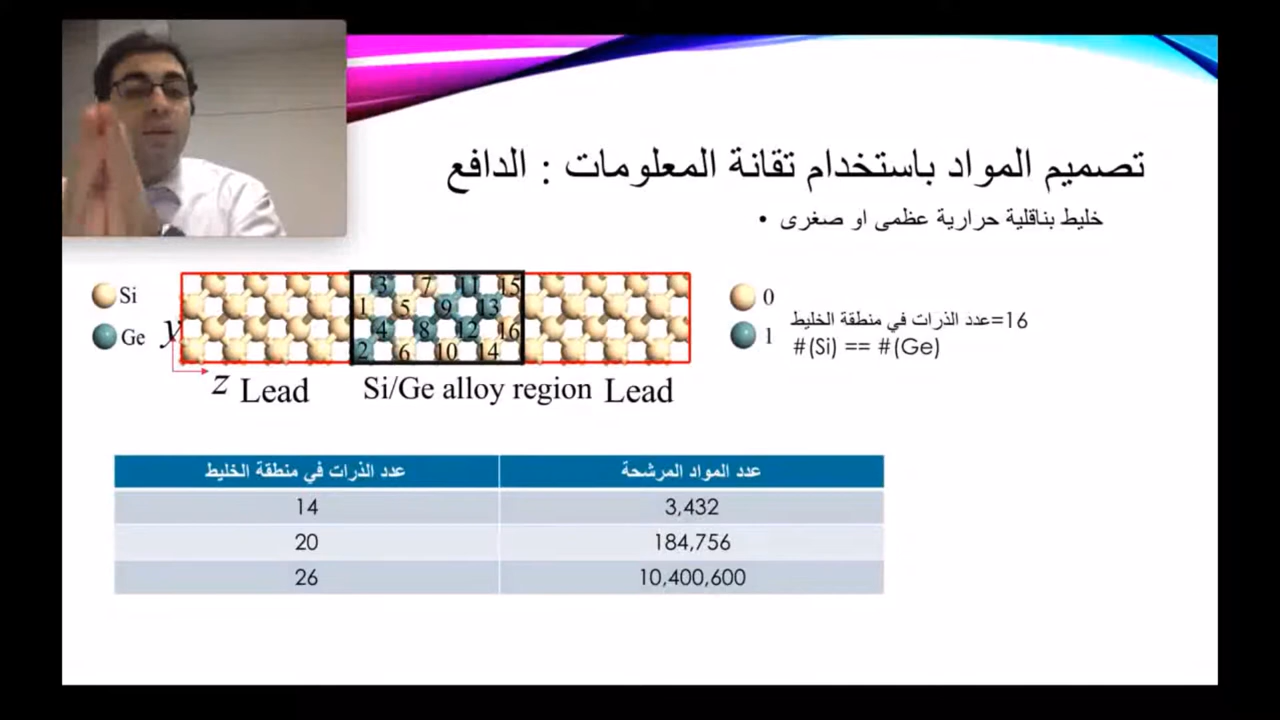 تصميم المواد باستخدام تقانة المعلومات : الدافع
خليط بناقلية حرارية عظمى او صغرى •
Si
Ge
y
z
3 7 11 15
1 5 9 13
4 8 12 16
2 6 10 14
Lead
Si/Ge alloy region
Lead
0
1
عدد الذرات في منطقة الخليط=16
#(Si) == #(Ge)
عدد الذرات في منطقة الخليط عدد المواد المرشحة
14 3,432
20 184,756
26 10,400,600